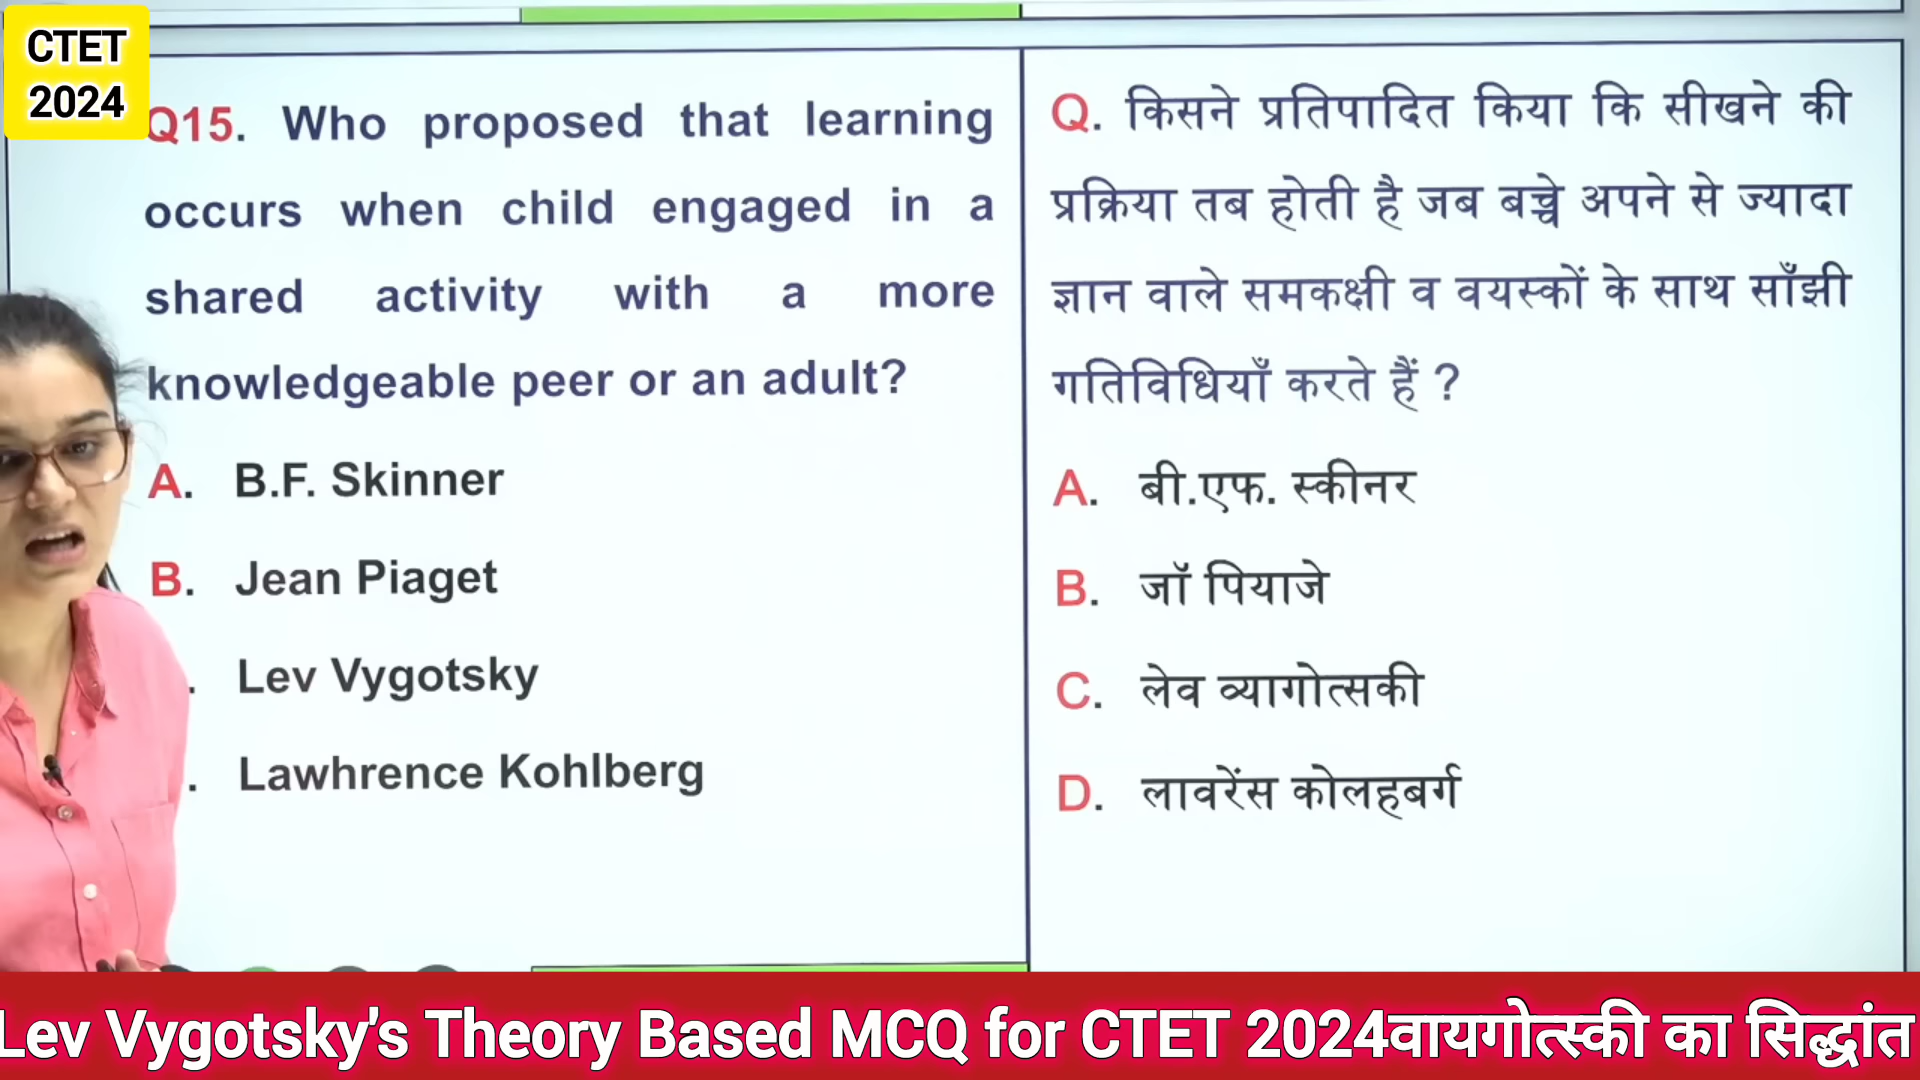 CTET
2024
Q15. Who proposed that learning
occurs when child engaged in a
shared activity with a more
knowledgeable peer or an adult?
A. B.F. Skinner
B. Jean Piaget
. Lev Vygotsky
. Lawhrence Kohlberg
Q. किसने प्रतिपादित किया कि सीखने की
प्रक्रिया तब होती है जब बच्चे अपने से ज्यादा
ज्ञान वाले समकक्षी व वयस्कों के साथ साँझी
गतिविधियाँ करते हैं ?
A. बी.एफ. स्कीनर
B. जॉ पियाजे
C. लेव व्यागोत्सकी
D. लावरेंस कोलहबर्ग
Lev Vygotsky's Theory Based MCQ for CTET 2024वायगोत्स्की का सिद्धांत